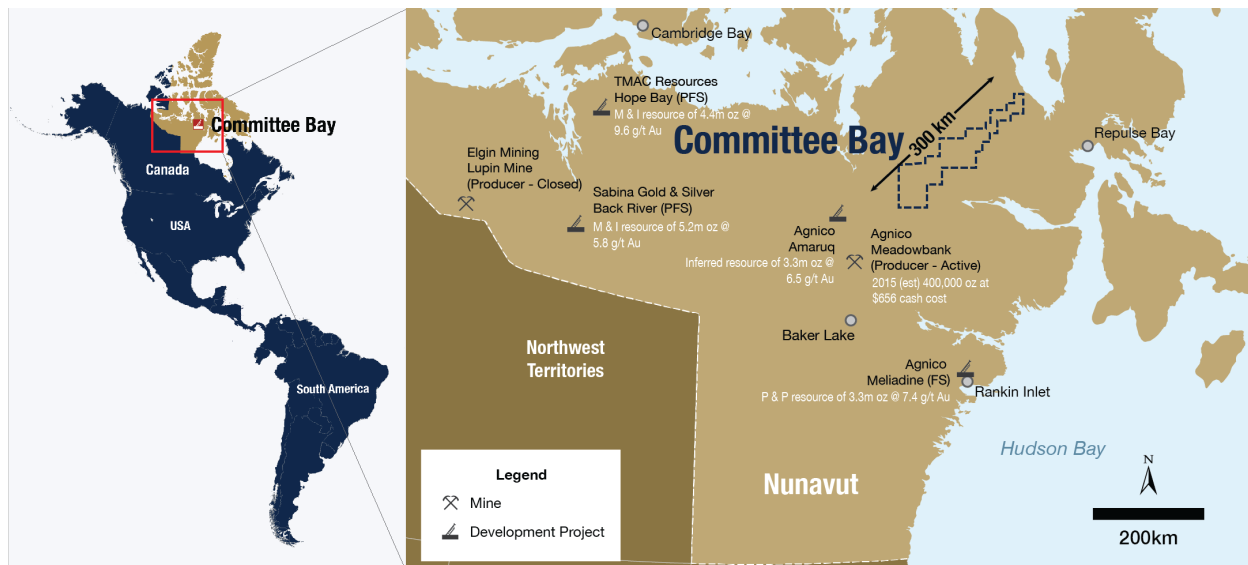 Committee Bay
Canada
USA
South America
Cambridge Bay
TMAC Resources
Hope Bay (PFS)
M & I resource of 4.4m oz @
9.6 g/t Au
Committee Bay
300 km
Repulse Bay
Elgin Mining
Lupin Mine
(Producer - Closed)
Sabina Gold & Silver
Back River (PFS)
M & I resource of 5.2m oz @
5.8 g/t Au
Agnico
Amaruq
Inferred resource of 3.3m oz @
6.5 g/t Au
Agnico
Meadowbank
(Producer - Active)
2015 (est) 400,000 oz at
$656 cash cost
Baker Lake
Northwest
Territories
Agnico
Meliadine (FS)
P & P resource of 3.3m oz @ 7.4 g/t Au
Rankin Inlet
Hudson Bay
Nunavut
Legend
Mine
Development Project
N
200km